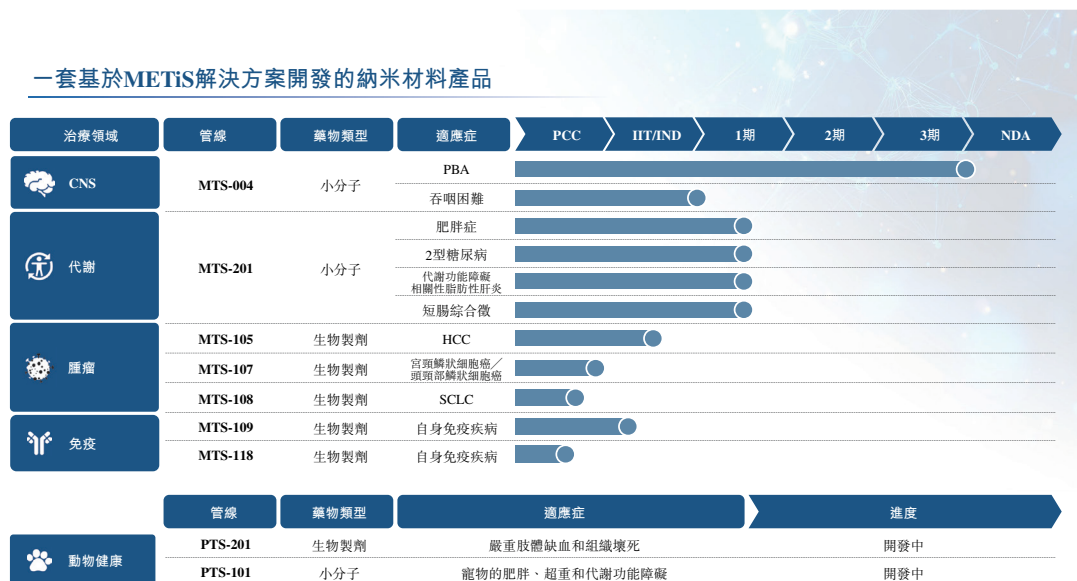 一套基於METiS解決方案開發的納米材料產品
治療領域 管線 藥物類型 適應症 PCC IIT/IND 1期 2期 3期 NDA
CNS MTS-004 小分子 PBA
吞咽困難
代謝 MTS-201 小分子 肥胖症
2型糖尿病
代謝功能障礙
相關性脂肪性肝炎
短腸綜合徵
腫瘤 MTS-105 生物製劑 HCC
MTS-107 生物製劑 宮頸鱗狀細胞癌／
頭頸部鱗狀細胞癌
MTS-108 生物製劑 SCLC
免疫 MTS-109 生物製劑 自身免疫疾病
MTS-118 生物製劑 自身免疫疾病
管線 藥物類型 適應症 進度
動物健康 PTS-201 生物製劑 嚴重肢體缺血和組織壞死 開發中
PTS-101 小分子 寵物的肥胖、超重和代謝功能障礙 開發中